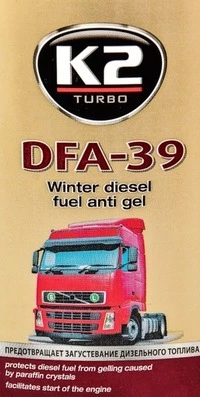 K2
TURBO
DFA-39
Winter diesel
fuel anti gel
ПРЕДОТВРАЩАЕТ ЗАГУСТЕВАНИЕ ДИЗЕЛЬНОГО ТОПЛИВА
protects diesel fuel from gelling caused
by paraffin crystals
facilitates start of the engine